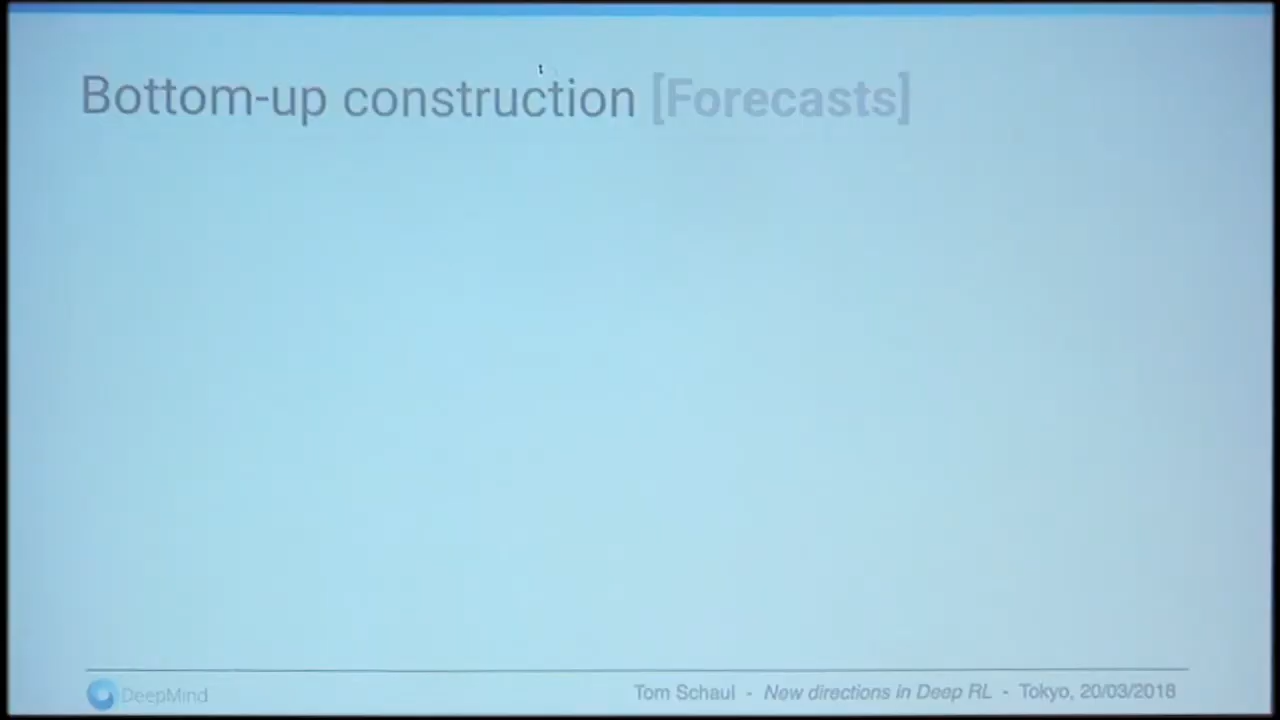 Bottom-up construction [Forecasts]
DeepMind
Tom Schaul - New directions in Deep RL - Tokyo, 20/03/2018